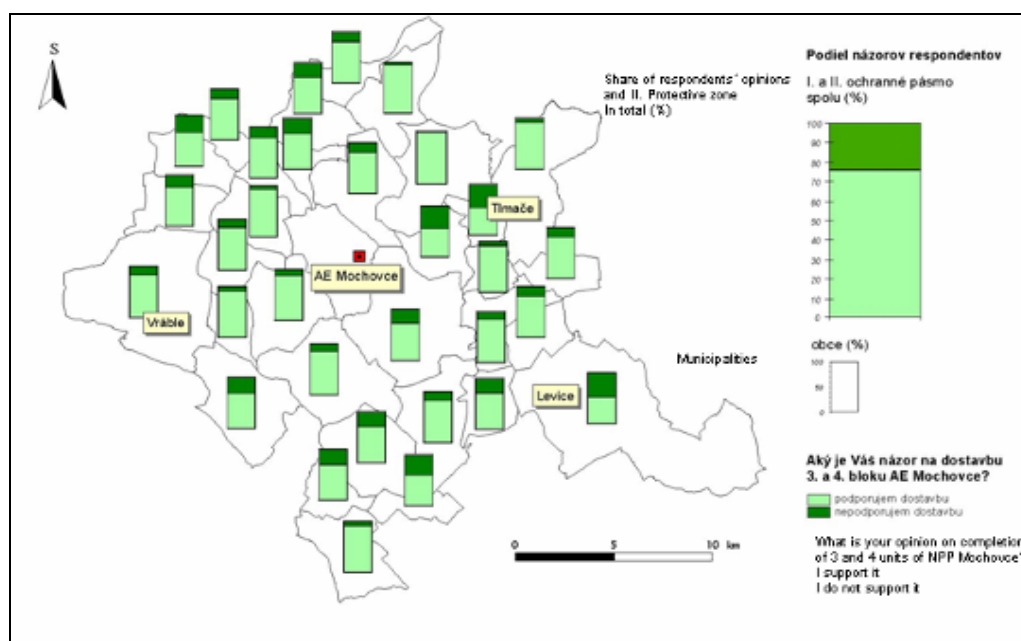 S
Share of respondents´ opinions
and II. Protective zone
In total (%)
Podiel názorov respondentov
I. a II. ochranné pásmo
spolu (%)
100
90
80
70
60
50
40
30
20
10
0
Tlmače
AE Mochovce
Vráble
Levice
Municipalities
obce (%)
100
50
0
Aký je Váš názor na dostavbu
3. a 4. bloku AE Mochovce?
podporujem dostavbu
nepodporujem dostavbu
What is your opinion on completion
of 3 and 4 units of NPP Mochovce?
I support it
I do not support it
0 5 10 km